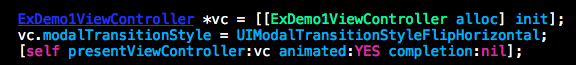 ExDemo1ViewController *vc = [[ExDemo1ViewController alloc] init];
vc.modalTransitionStyle = UIModalTransitionStyleFlipHorizontal;
[self presentViewController:vc animated:YES completion:nil];